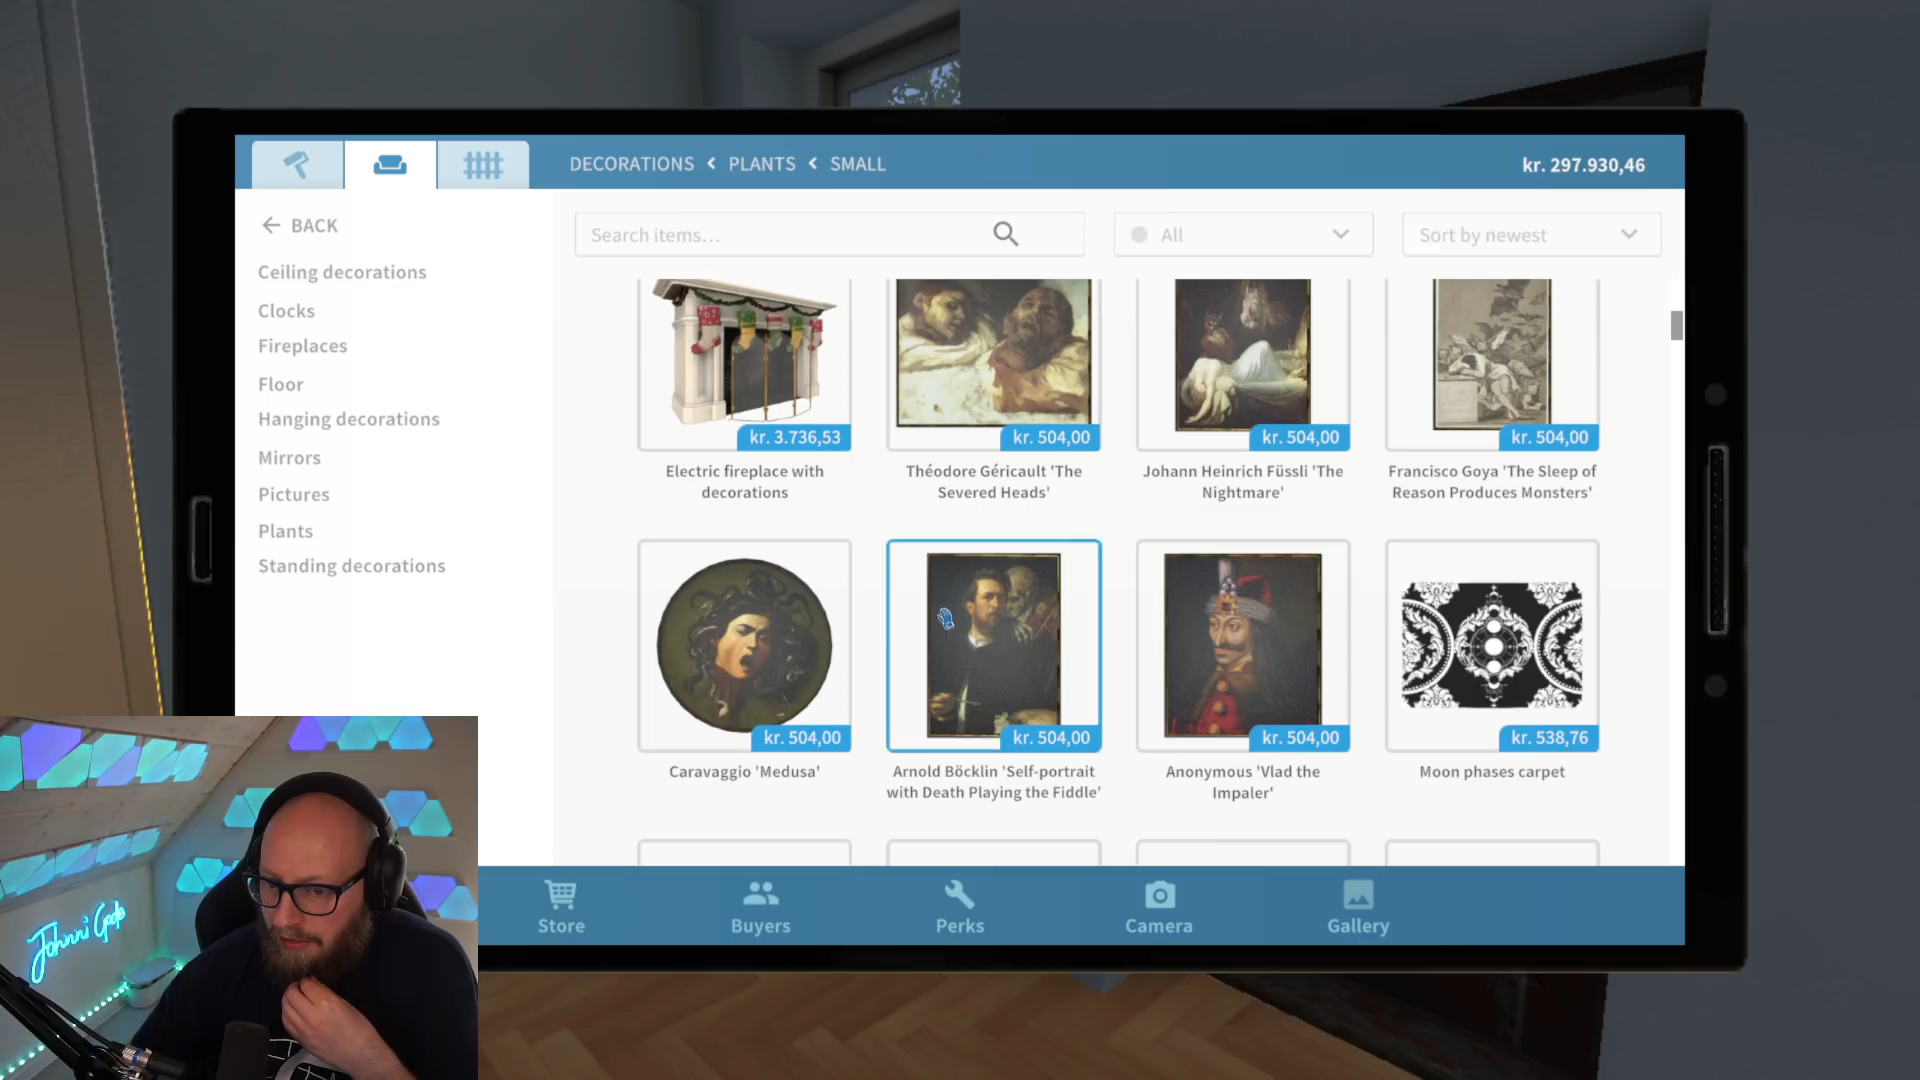 DECORATIONS < PLANTS < SMALL
kr. 297.930,46
BACK
Search items...
All
Sort by newest
Ceiling decorations
Clocks
Fireplaces
Floor
Hanging decorations
Mirrors
Pictures
Plants
Standing decorations
kr. 3.736,53
kr. 504,00
kr. 504,00
kr. 504,00
Electric fireplace with
decorations
Théodore Géricault 'The
Severed Heads'
Johann Heinrich Füssli 'The
Nightmare'
Francisco Goya 'The Sleep of
Reason Produces Monsters'
kr. 504,00
kr. 504,00
kr. 504,00
kr. 538,76
Caravaggio 'Medusa'
Arnold Böcklin 'Self-portrait
with Death Playing the Fiddle'
Anonymous 'Vlad the
Impaler'
Moon phases carpet
Store
Buyers
Perks
Camera
Gallery